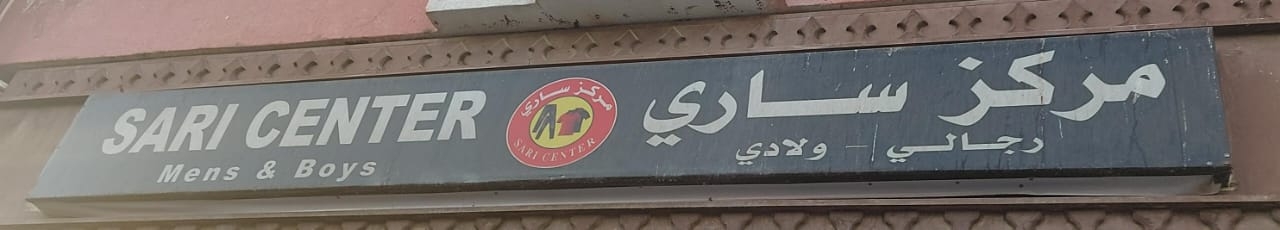 SARI CENTER
Mens & Boys
مركز ساري
SARI CENTER
مركز ساري
رجالي - ولادي